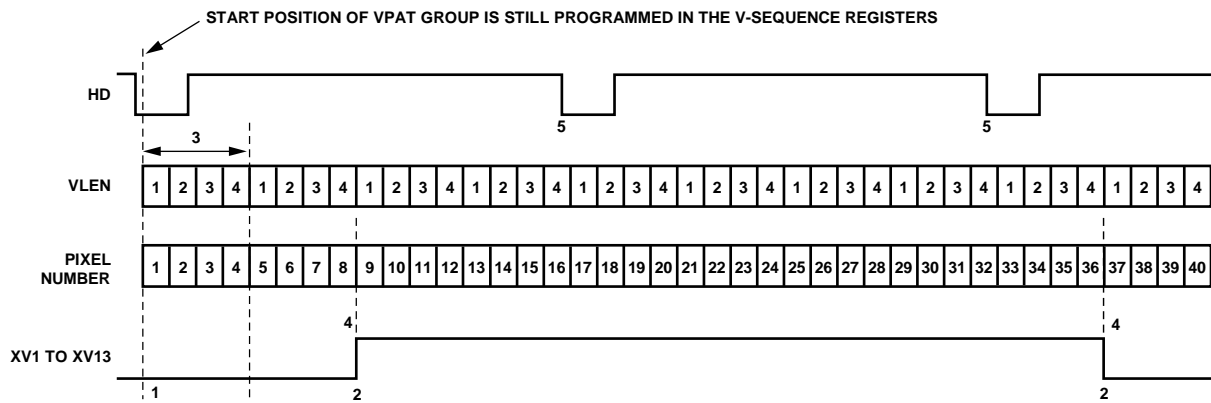 START POSITION OF VPAT GROUP IS STILL PROGRAMMED IN THE V-SEQUENCE REGISTERS
HD
5
5
3
VLEN
1 2 3 4 1 2 3 4 1 2 3 4 1 2 3 4 1 2 3 4 1 2 3 4 1 2 3 4 1 2 3 4 1 2 3 4 1 2 3 4
PIXEL
NUMBER
1 2 3 4 5 6 7 8 9 10 11 12 13 14 15 16 17 18 19 20 21 22 23 24 25 26 27 28 29 30 31 32 33 34 35 36 37 38 39 40
4
4
XV1 TO XV13
1
2
2